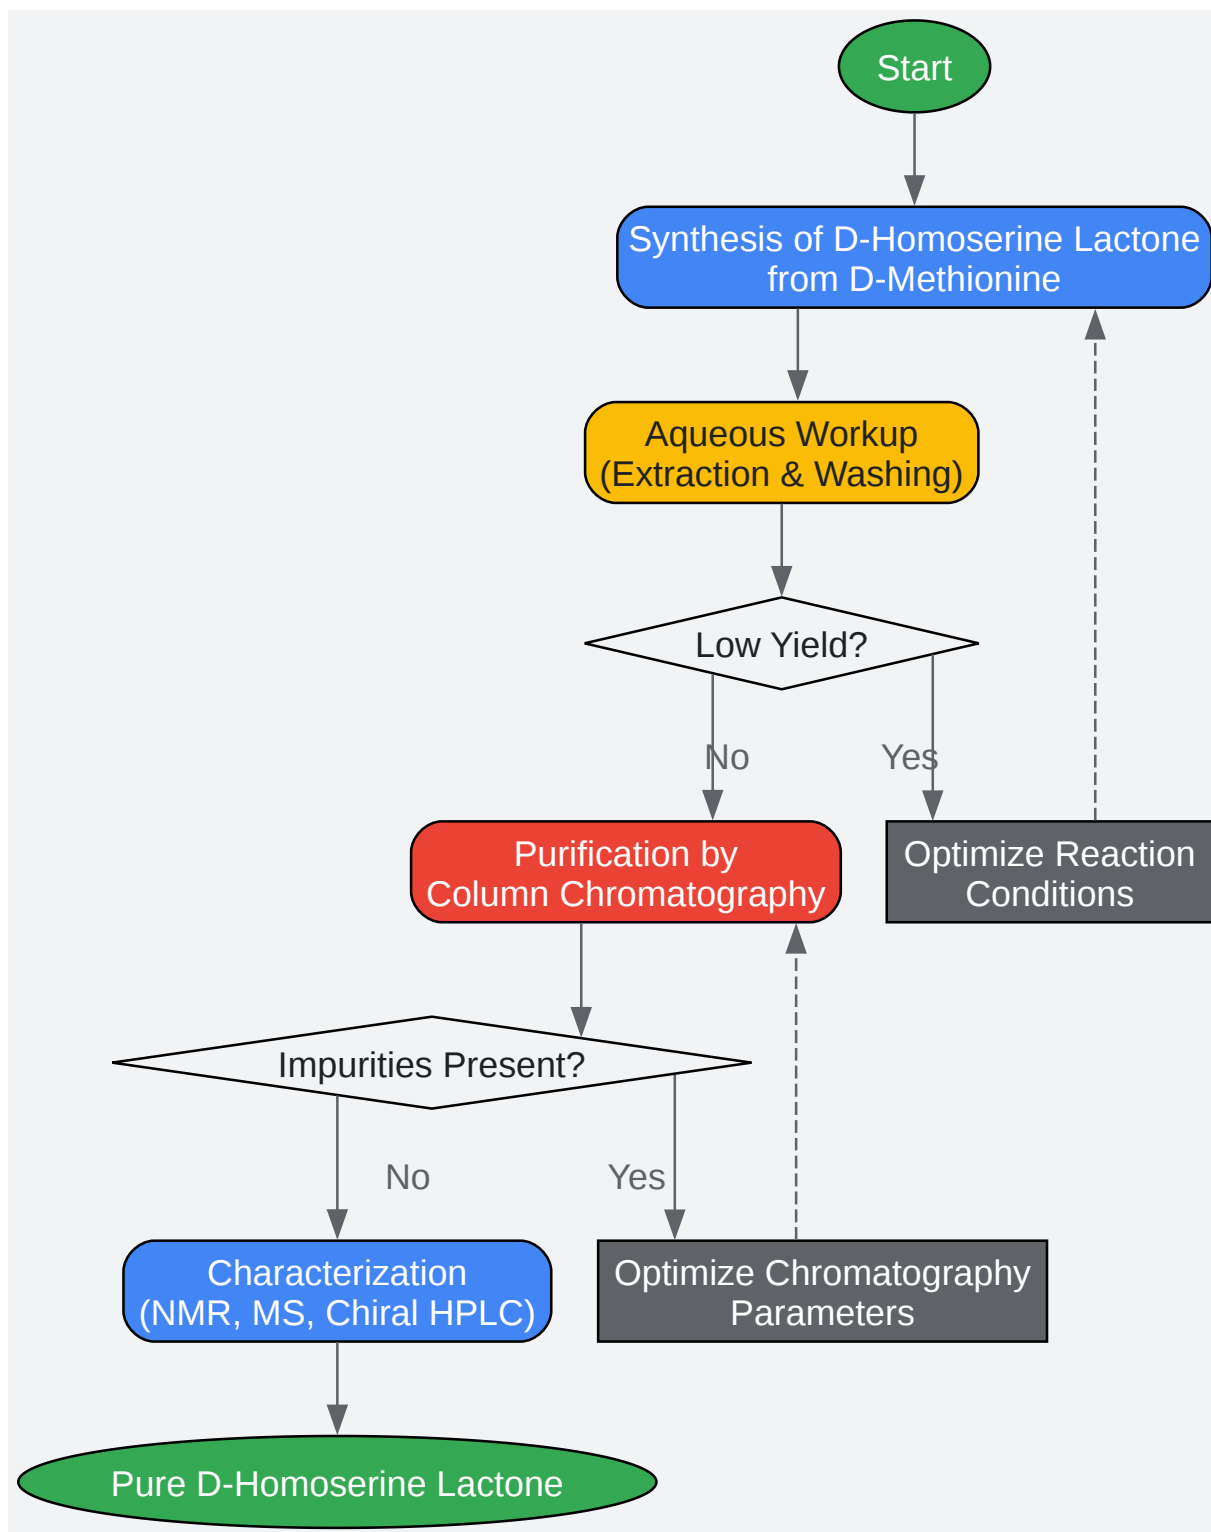 Start
Synthesis of D-Homoserine Lactone
from D-Methionine
Aqueous Workup
(Extraction & Washing)
Low Yield?
No
Yes
Purification by
Column Chromatography
Optimize Reaction
Conditions
Impurities Present?
No
Yes
Characterization
(NMR, MS, Chiral HPLC)
Optimize Chromatography
Parameters
Pure D-Homoserine Lactone